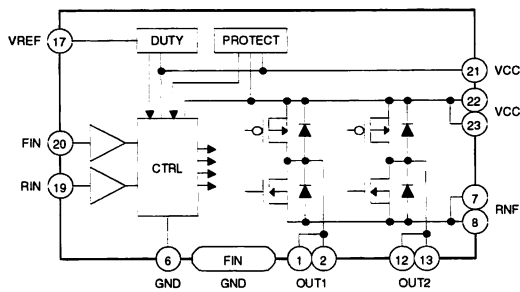 VREF 17 DUTY PROTECT
21 VCC
22 VCC
23
FIN 20
RIN 19
CTRL
7 RNF
8
6 FIN 1 2 12 13
GND GND OUT1 OUT2